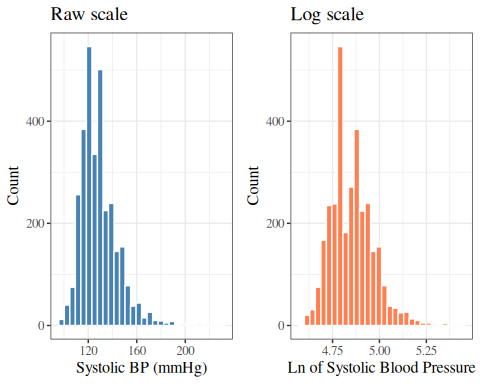 Raw scale
Log scale
Count
400
200
0
120 160 200
Systolic BP (mmHg)
Count
400
200
0
4.75 5.00 5.25
Ln of Systolic Blood Pressure